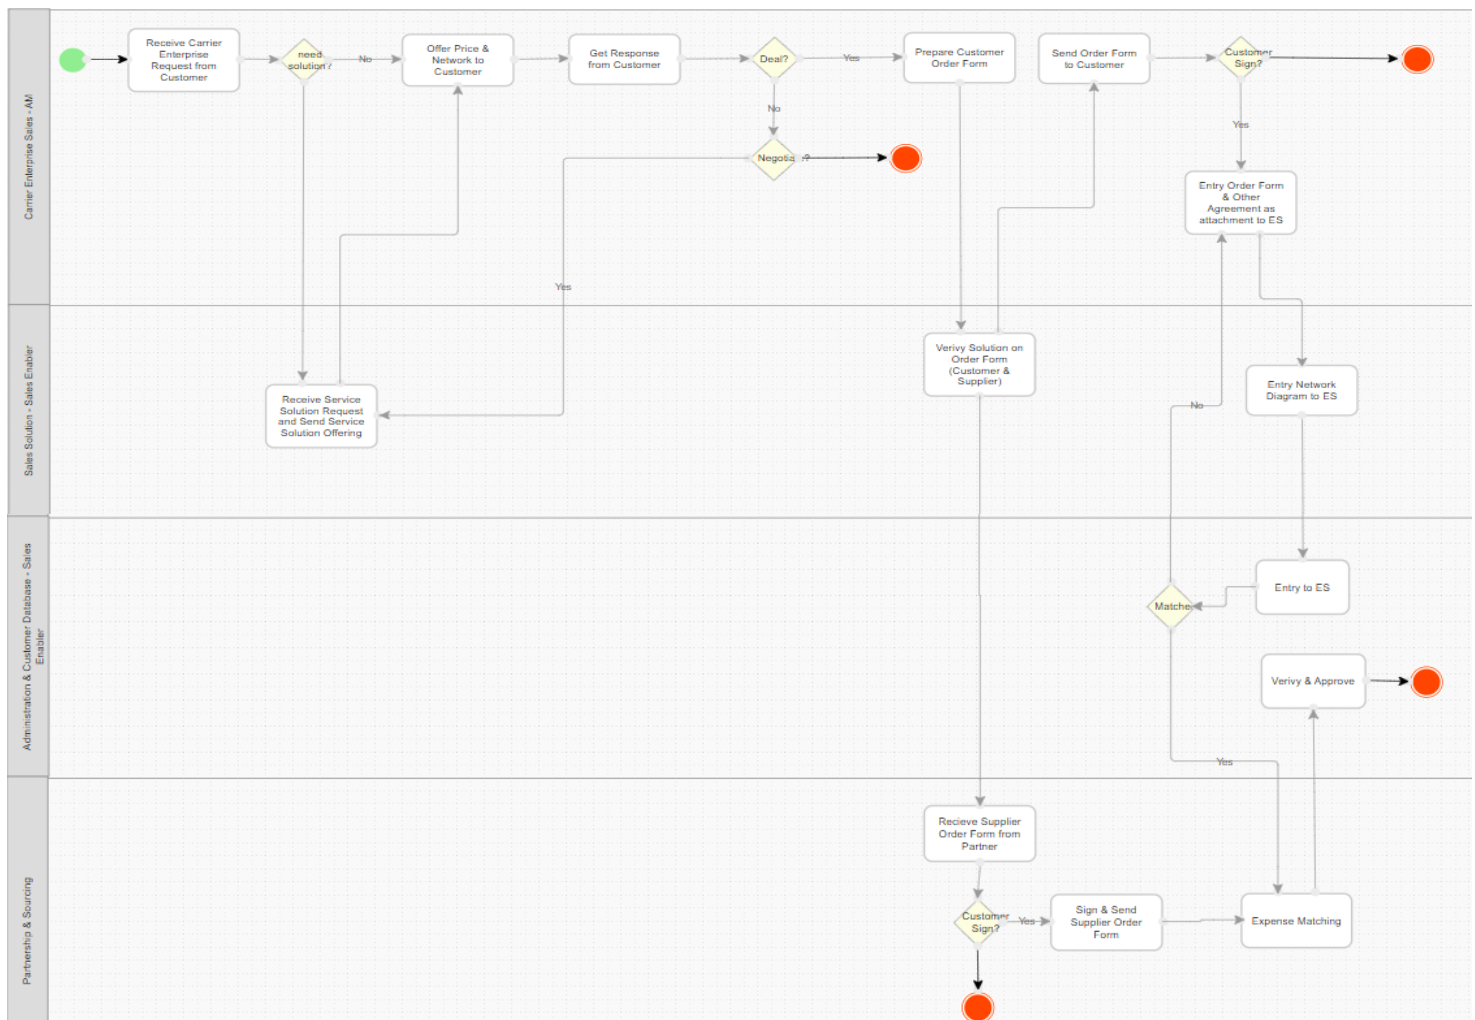 Carrier Enterprise Sales - AM
Receive Carrier
Enterprise
Request from
Customer
need
solution?
No
Offer Price &
Network to
Customer
Get Response
from Customer
Deal?
Yes
No
Prepare Customer
Order Form
Send Order Form
to Customer
Customer
Sign?
Yes
Negotia
?
Entry Order Form
& Other
Agreement as
attachment to ES
Yes
Sales Solution - Sales Enabler
Receive Service
Solution Request
and Send Service
Solution Offering
Verivy Solution on
Order Form
(Customer &
Supplier)
Entry Network
Diagram to ES
No
Administration & Customer Database - Sales
Enabler
Entry to ES
Matche
Verivy & Approve
Yes
Partnership & Sourcing
Recieve Supplier
Order Form from
Partner
Customer
Sign?
Yes
Sign & Send
Supplier Order
Form
Expense Matching